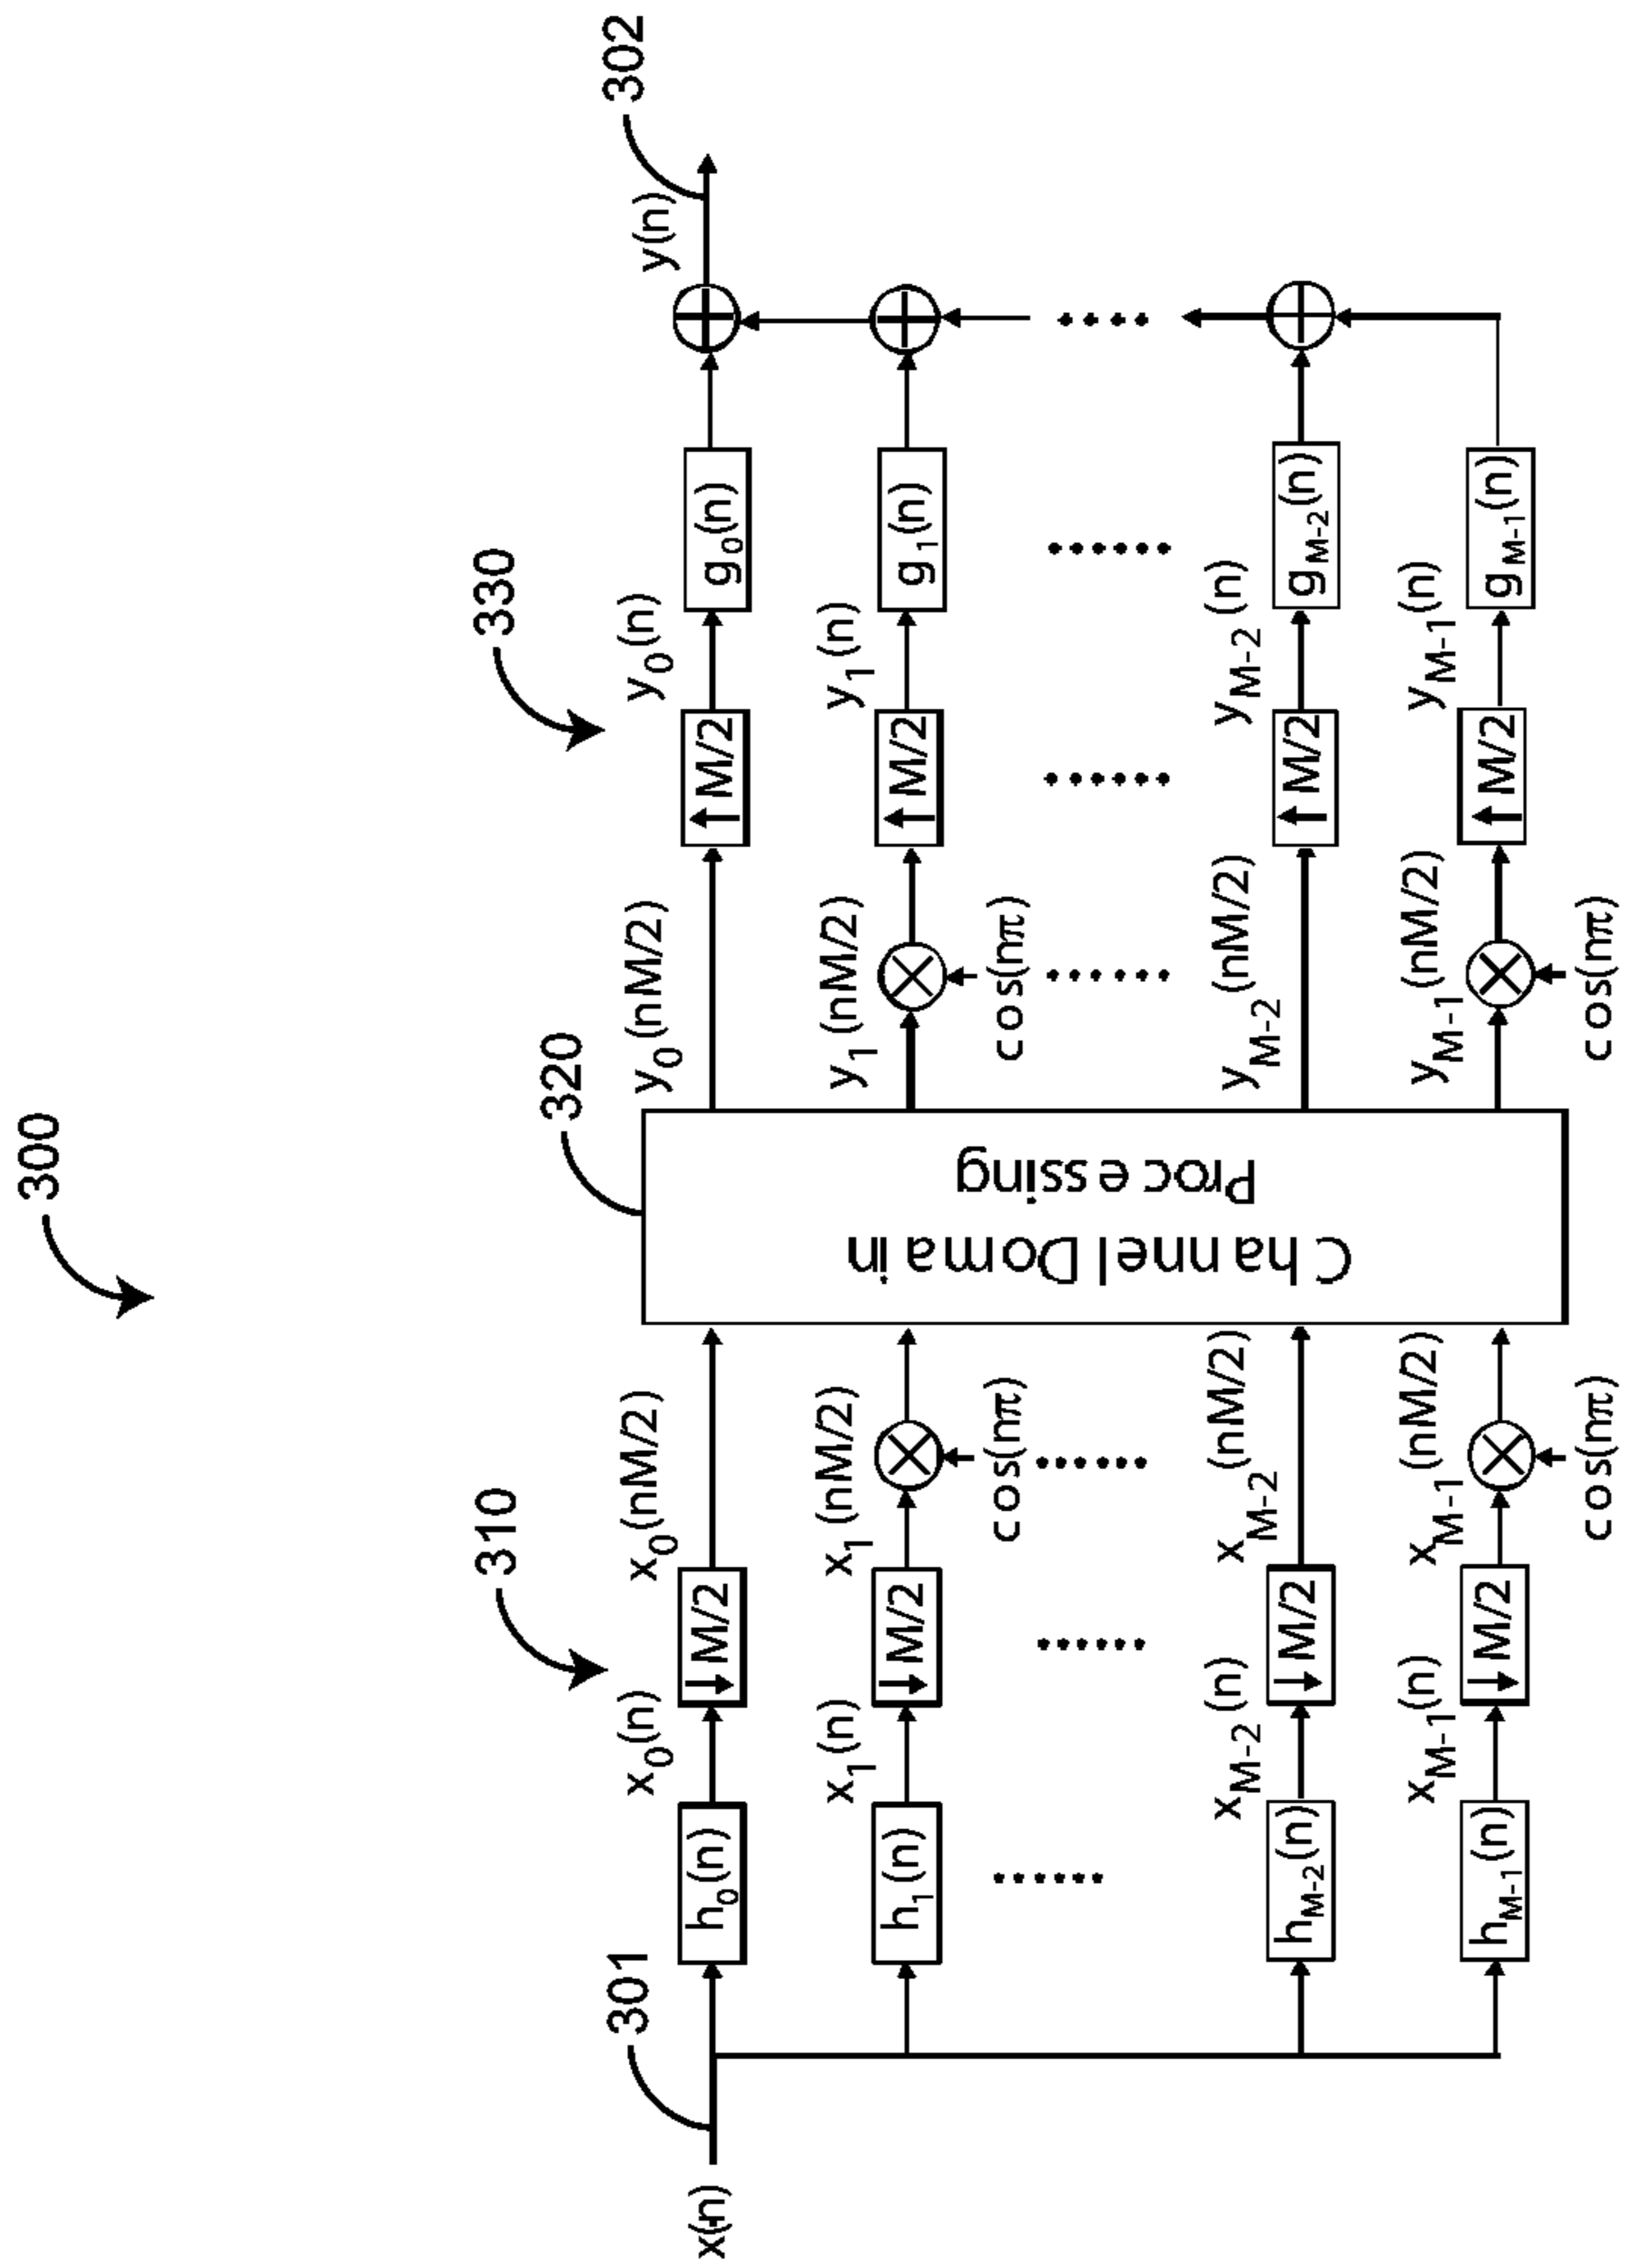 300
301
310
320
330
302
x(n)
h0(n)
x0(n)
↓M/2
x0(nM/2)
y0(nM/2)
↑M/2
y0(n)
g0(n)
y(n)
h1(n)
x1(n)
↓M/2
x1(nM/2)
cos(nπ)
y1(nM/2)
cos(nπ)
↑M/2
y1(n)
g1(n)
Channel Domain
Processing
hM-2(n)
xM-2(n)
↓M/2
xM-2(nM/2)
yM-2(nM/2)
↑M/2
yM-2(n)
gM-2(n)
hM-1(n)
xM-1(n)
↓M/2
xM-1(nM/2)
cos(nπ)
yM-1(nM/2)
cos(nπ)
↑M/2
yM-1(n)
gM-1(n)